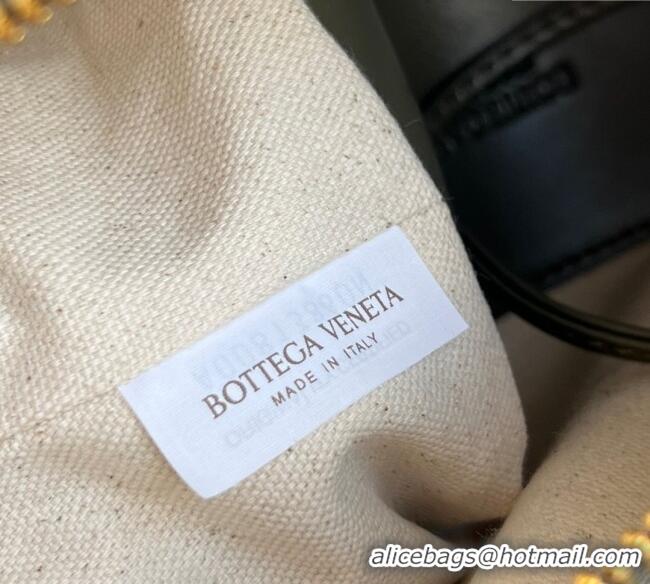 BOTTEGA VENETA
MADE IN ITALY
alicebags@hotmail.com